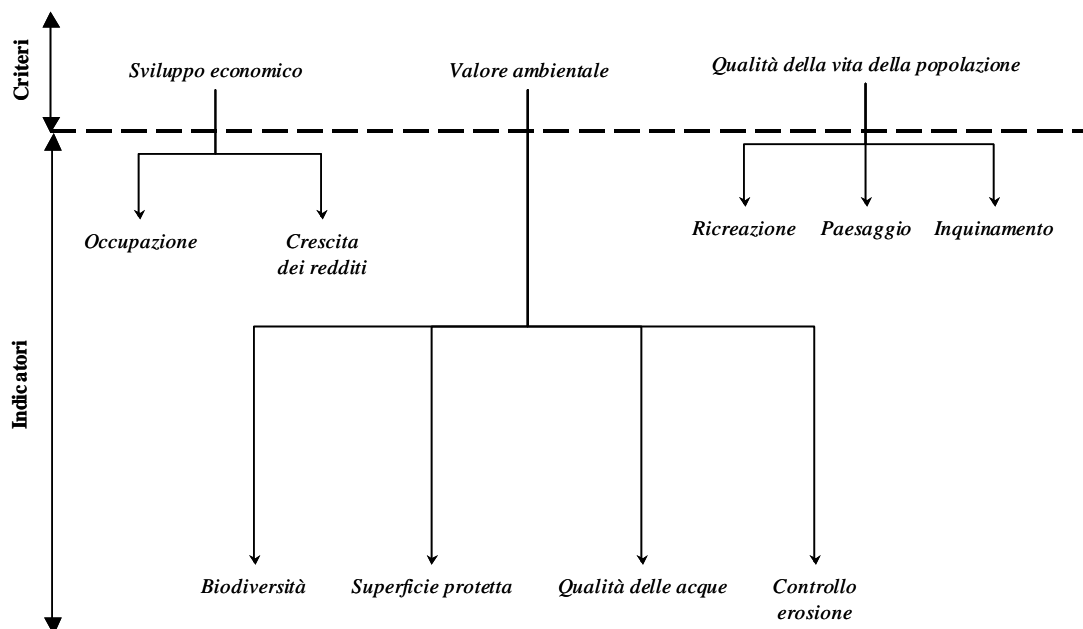 Criteri
Sviluppo economico
Valore ambientale
Qualità della vita della popolazione
Indicatori
Occupazione
Crescita
dei redditi
Ricreazione
Paesaggio
Inquinamento
Biodiversità
Superficie protetta
Qualità delle acque
Controllo
erosione